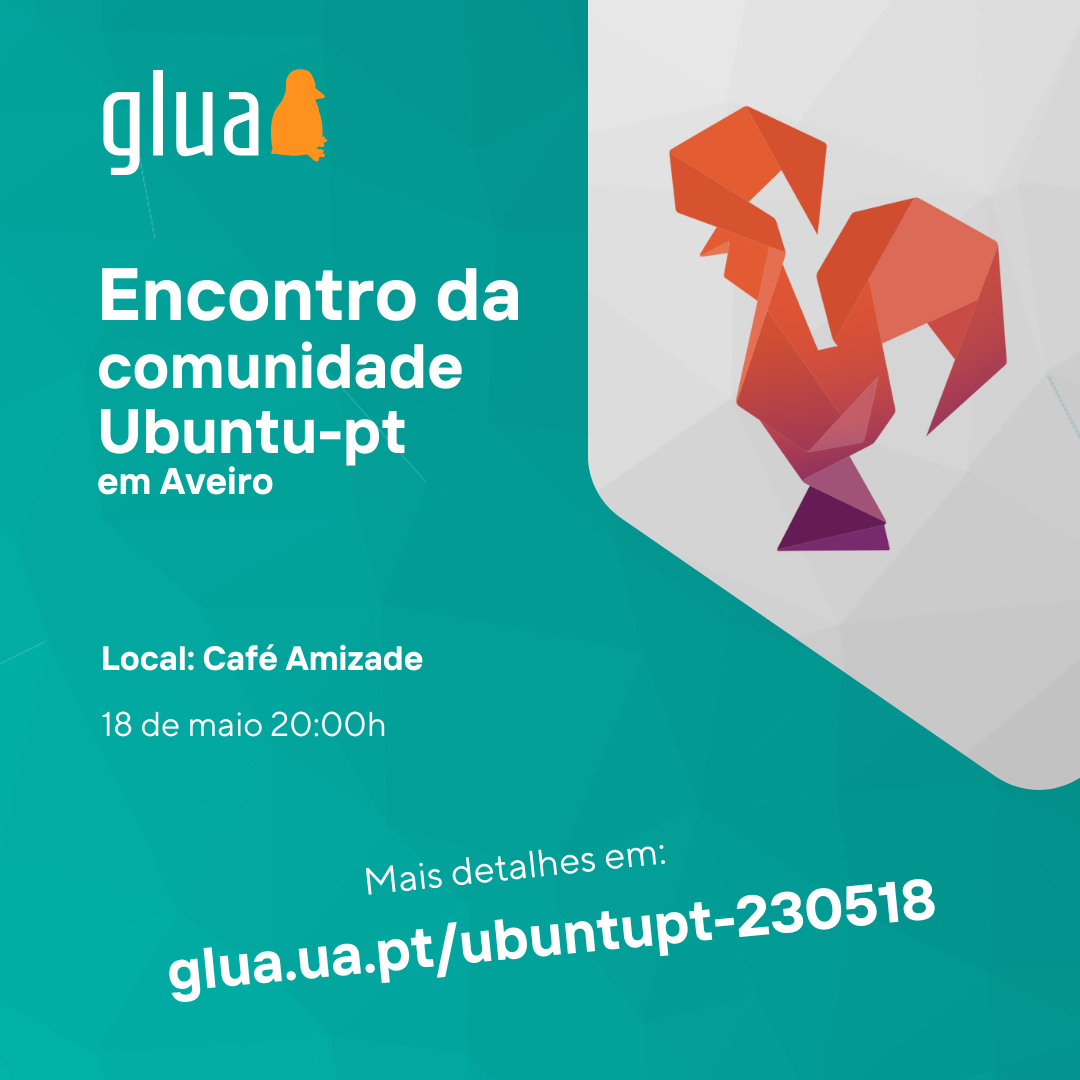 glua
Encontro da
comunidade
Ubuntu-pt
em Aveiro
Local: Café Amizade
18 de maio 20:00h
Mais detalhes em:
glua.ua.pt/ubuntupt-230518